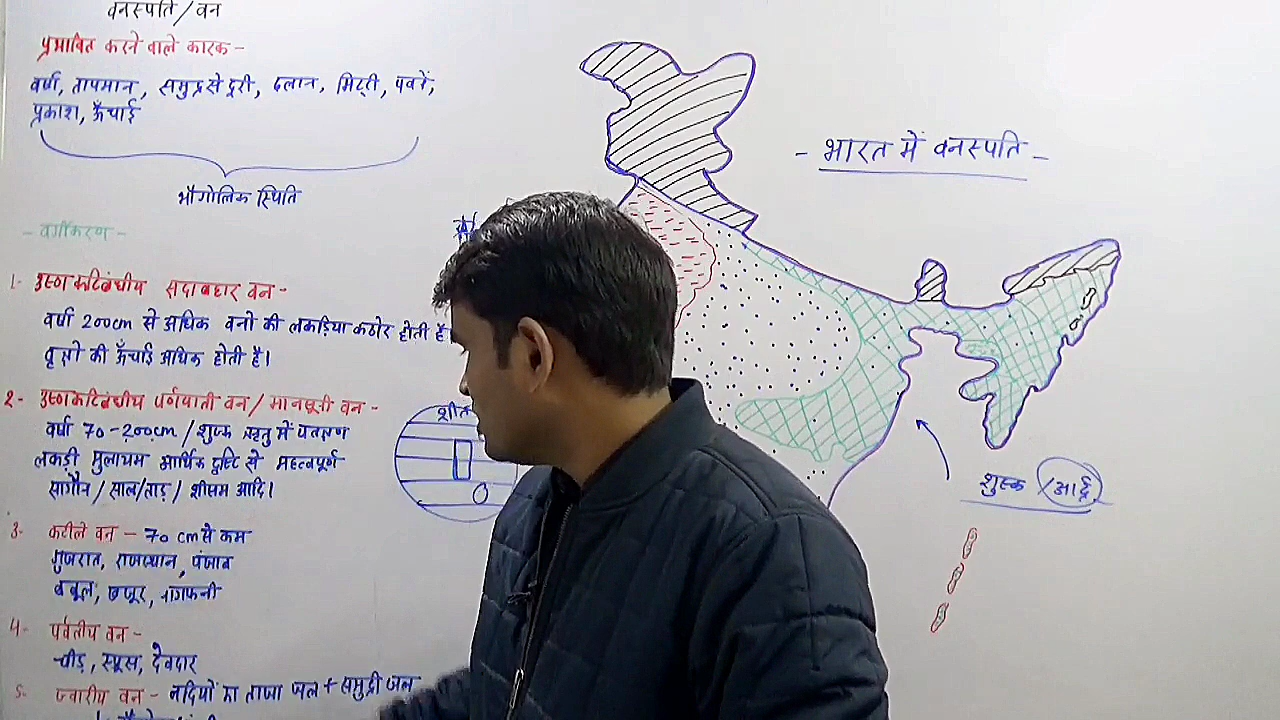 वनस्पति / वन
प्रभावित करने वाले कारक -
वर्षा, तापमान, समुद्र से दूरी, ढलान, मिट्टी, पवनें,
प्रकाश, ऊँचाई
भौगोलिक स्थिति
- वर्गीकरण -
1- उष्ण कटिबंधीय सदाबहार वन -
वर्षा 200cm से अधिक वनो की लकड़िया कठोर होती है
वृक्षो की ऊँचाई अधिक होती है।
2- उष्णकटिबंधीय पर्णपाती वन / मानसूनी वन -
वर्षा 70-200cm / शुष्क ऋतु में
लकड़ी मुलायम आर्थिक दृष्टि से महत्वपूर्ण
सागौन / साल / ताड़ / शीसम आदि।
3- कटीले वन - 70 cm से कम
गुजरात, राजस्थान, पंजाब
बबूल, खजूर, नागफनी
4- पर्वतीय वन -
चीड़, स्प्रूस, देवदार
5- ज्वारीय वन - नदियों का ताजा जल + समुद्री जल
शीत
- भारत में वनस्पति -
शुष्क / आर्द्र